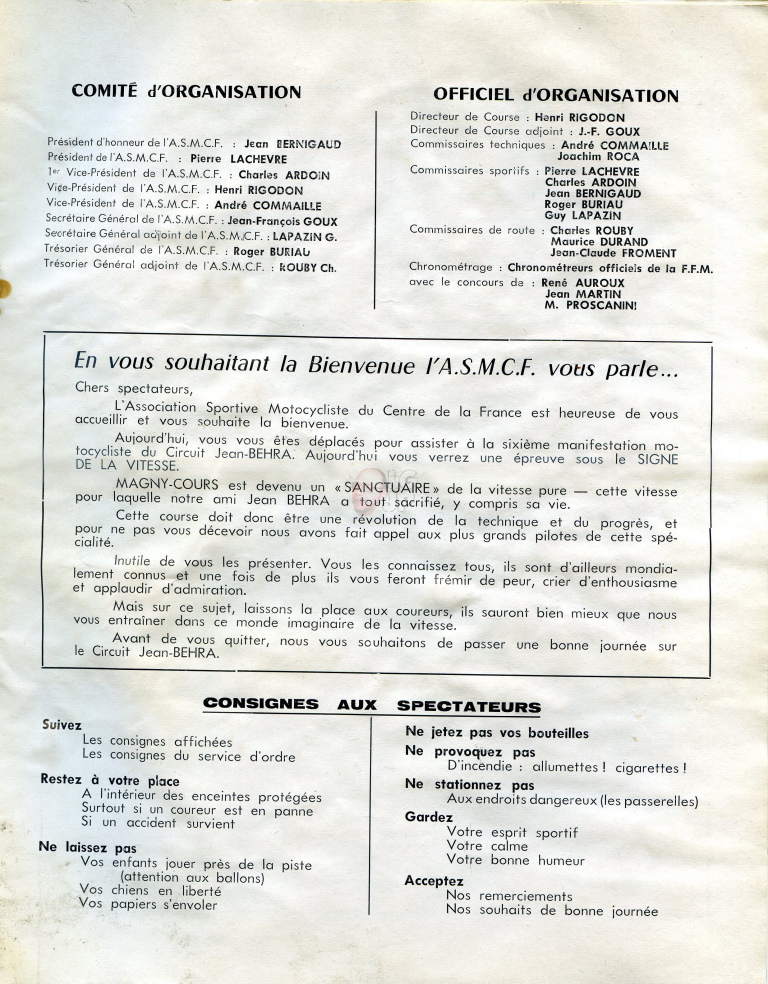 COMITÉ d'ORGANISATION
Président d'honneur de l'A.S.M.C.F. : Jean BERNIGAUD
Président de l'A.S.M.C.F. : Pierre LACHEVRE
1er Vice-Président de l'A.S.M.C.F. : Charles ARDOIN
Vice-Président de l'A.S.M.C.F. : Henri RIGODON
Vice-Président de l'A.S.M.C.F. : André COMMAILLE
Secrétaire Général de l'A.S.M.C.F. : Jean-François GOUX
Secrétaire Général adjoint de l'A.S.M.C.F. : LAPAZIN G.
Trésorier Général de l'A.S.M.C.F. : Roger BURIAU
Trésorier Général adjoint de l'A.S.M.C.F. : ROUBY Ch.
OFFICIEL d'ORGANISATION
Directeur de Course : Henri RIGODON
Directeur de Course adjoint : J.-F. GOUX
Commissaires techniques : André COMMAILLE
Joachim ROCA
Commissaires sportifs : Pierre LACHEVRE
Charles ARDOIN
Jean BERNIGAUD
Roger BURIAU
Guy LAPAZIN
Commissaires de route : Charles ROUBY
Maurice DURAND
Jean-Claude FROMENT
Chronométrage : Chronométreurs officiels de la F.F.M.
avec le concours de : René AUROUX
Jean MARTIN
M. PROSCANINI
En vous souhaitant la Bienvenue l'A.S.M.C.F. vous parle...
Chers spectateurs,
L'Association Sportive Motocycliste du Centre de la France est heureuse de vous
accueillir et vous souhaite la bienvenue.
Aujourd'hui, vous vous êtes déplacés pour assister à la sixième manifestation mo-
tocycliste du Circuit Jean-BEHRA. Aujourd'hui vous verrez une épreuve sous le SIGNE
DE LA VITESSE.
MAGNY-COURS est devenu un «SANCTUAIRE» de la vitesse pure — cette vitesse
pour laquelle notre ami Jean BEHRA a tout sacrifié, y compris sa vie.
Cette course doit donc être une révolution de la technique et du progrès, et
pour ne pas vous décevoir nous avons fait appel aux plus grands pilotes de cette spé-
cialité.
Inutile de vous les présenter. Vous les connaissez tous, ils sont d'ailleurs mondia-
lement connus et une fois de plus ils vous feront frémir de peur, crier d'enthousiasme
et applaudir d'admiration.
Mais sur ce sujet, laissons la place aux coureurs, ils sauront bien mieux que nous
vous entraîner dans ce monde imaginaire de la vitesse.
Avant de vous quitter, nous vous souhaitons de passer une bonne journée sur
le Circuit Jean-BEHRA.
CONSIGNES AUX SPECTATEURS
Suivez
Les consignes affichées
Les consignes du service d'ordre
Restez à votre place
A l'intérieur des enceintes protégées
Surtout si un coureur est en panne
Si un accident survient
Ne laissez pas
Vos enfants jouer près de la piste
(attention aux ballons)
Vos chiens en liberté
Vos papiers s'envoler
Ne jetez pas vos bouteilles
Ne provoquez pas
D'incendie : allumettes ! cigarettes !
Ne stationnez pas
Aux endroits dangereux (les passerelles)
Gardez
Votre esprit sportif
Votre calme
Votre bonne humeur
Acceptez
Nos remerciements
Nos souhaits de bonne journée